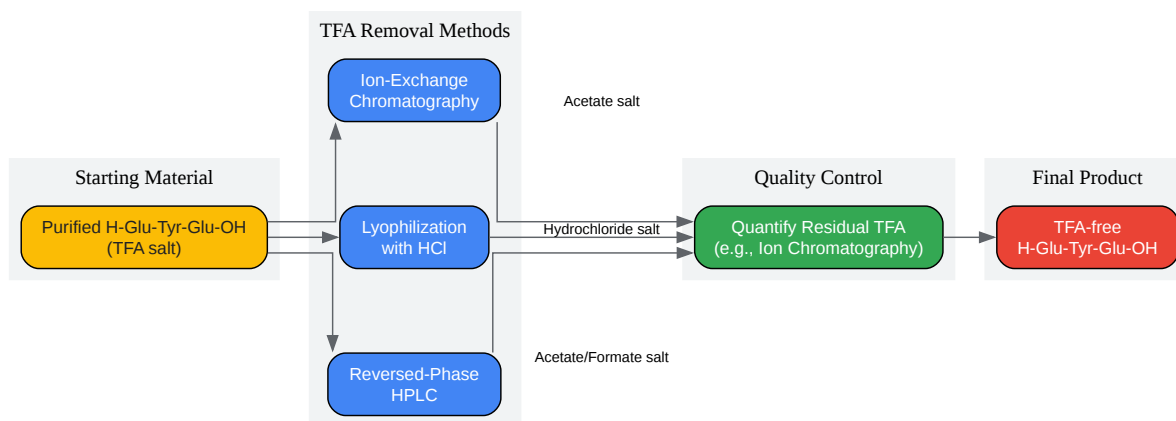 TFA Removal Methods
Ion-Exchange
Chromatography
Acetate salt
Starting Material
Purified H-Glu-Tyr-Glu-OH
(TFA salt)
Lyophilization
with HCl
Hydrochloride salt
Quality Control
Quantify Residual TFA
(e.g., Ion Chromatography)
Final Product
TFA-free
H-Glu-Tyr-Glu-OH
Reversed-Phase
HPLC
Acetate/Formate salt